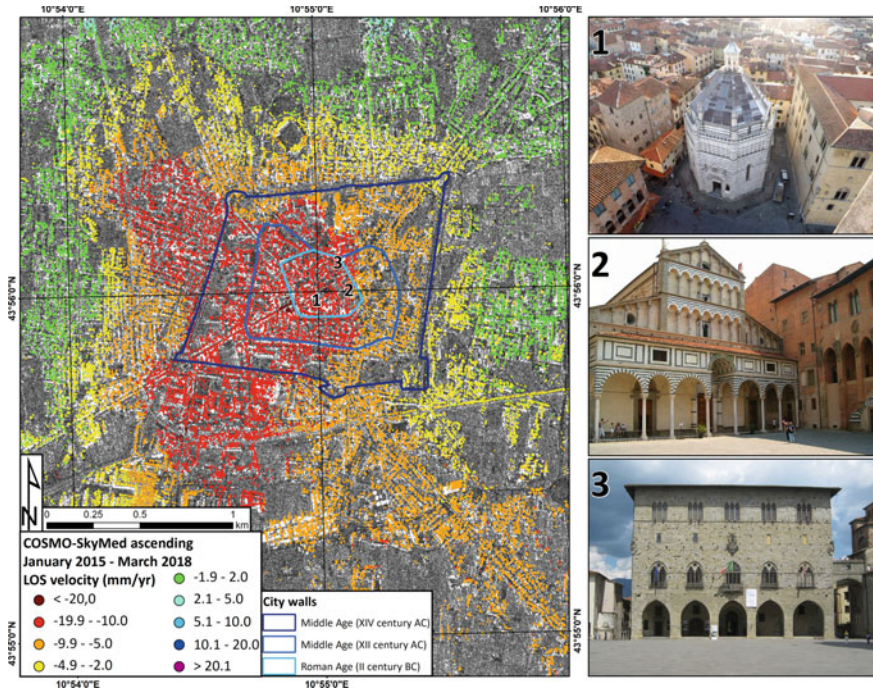 10°54'0"E 10°55'0"E 10°56'0"E
1
43°56'0"N 43°56'0"N
3
1 2
2
N
0 0.25 0.5 1
km
COSMO-SkyMed ascending
January 2015 - March 2018
LOS velocity (mm/yr)
< -20,0
-19.9 - -10.0
-9.9 - -5.0
-4.9 - -2.0
-1.9 - 2.0
2.1 - 5.0
5.1 - 10.0
10.1 - 20.0
> 20.1
City walls
Middle Age (XIV century AC)
Middle Age (XII century AC)
Roman Age (II century BC)
3
43°55'0"N 43°55'0"N
10°54'0"E 10°55'0"E